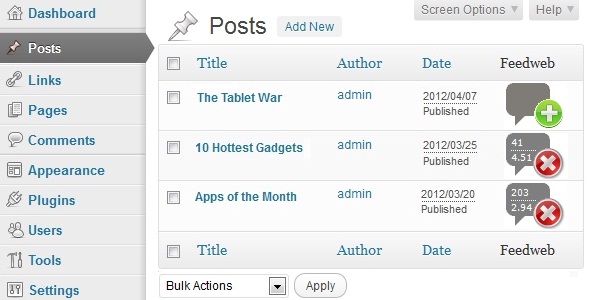 Dashboard
Posts
Links
Pages
Comments
Appearance
Plugins
Users
Tools
Settings
Screen Options Help
Posts Add New
Title Author Date Feedweb
The Tablet War admin 2012/04/07
Published
10 Hottest Gadgets admin 2012/03/25 41
Published 4.51
Apps of the Month admin 2012/03/20 203
Published 2.94
Title Author Date Feedweb
Bulk Actions Apply